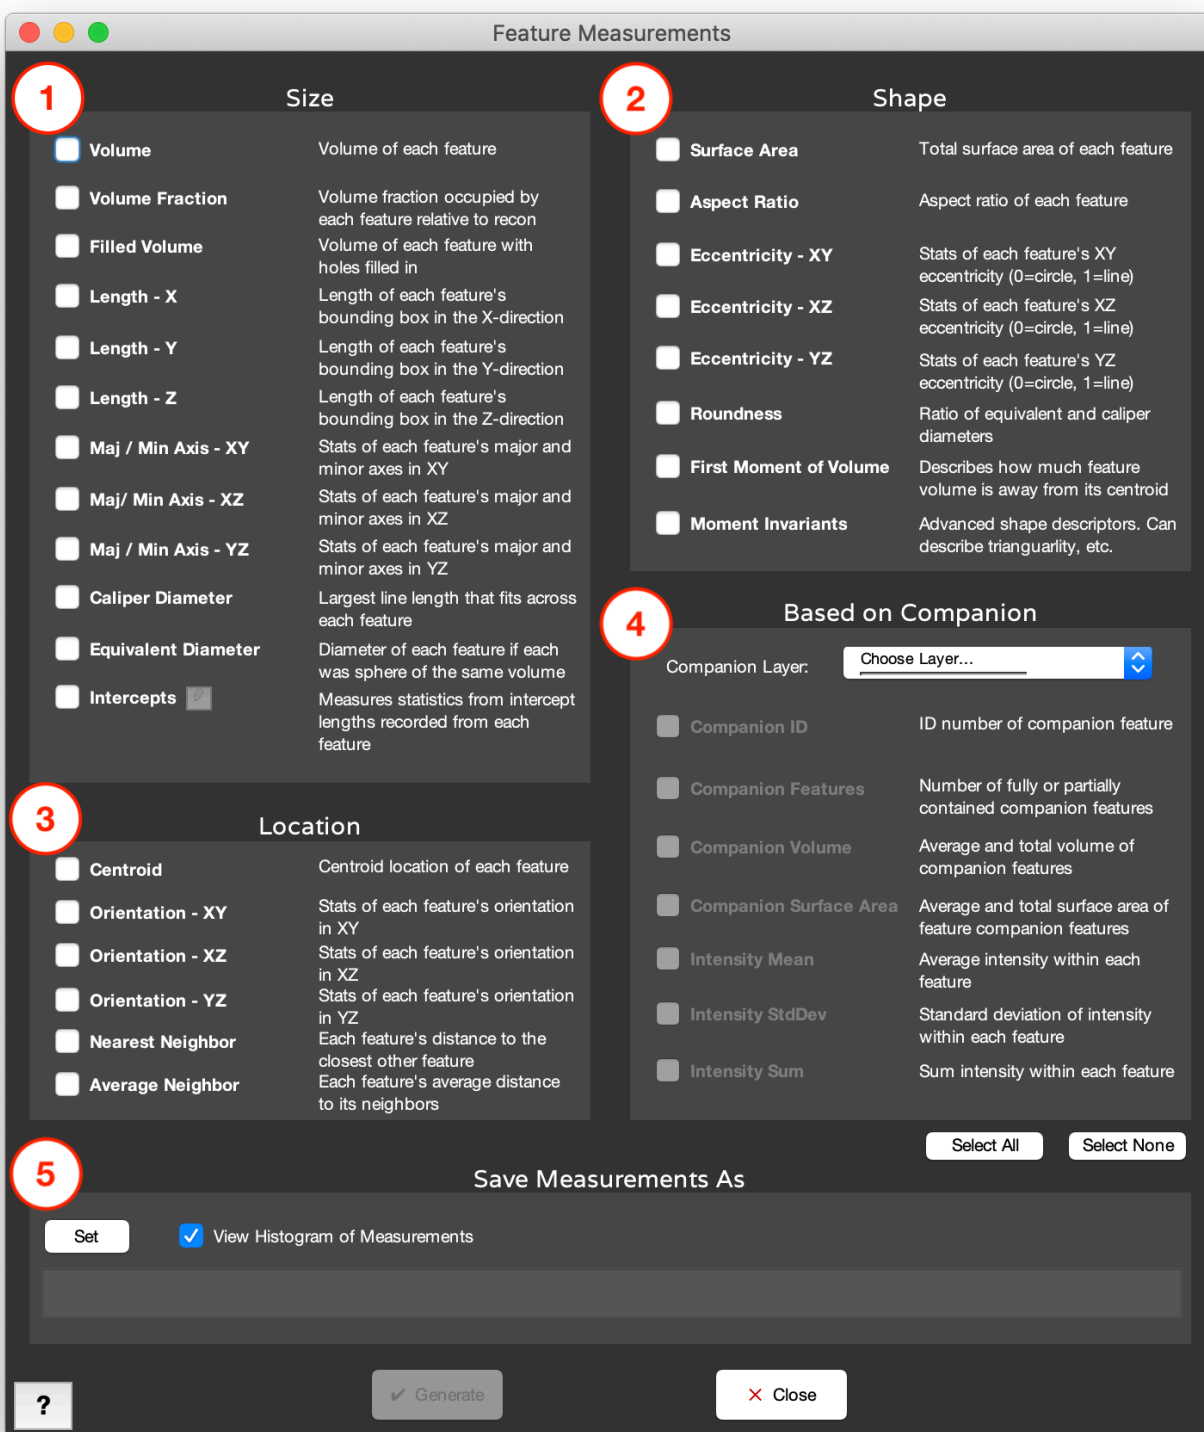 Feature Measurements
1
Size
Volume
Volume of each feature
Volume Fraction
Volume fraction occupied by
each feature relative to recon
Filled Volume
Volume of each feature with
holes filled in
Length - X
Length of each feature's
bounding box in the X-direction
Length - Y
Length of each feature's
bounding box in the Y-direction
Length - Z
Length of each feature's
bounding box in the Z-direction
Maj / Min Axis - XY
Stats of each feature's major and
minor axes in XY
Maj/ Min Axis - XZ
Stats of each feature's major and
minor axes in XZ
Maj / Min Axis - YZ
Stats of each feature's major and
minor axes in YZ
Caliper Diameter
Largest line length that fits across
each feature
Equivalent Diameter
Diameter of each feature if each
was sphere of the same volume
Intercepts
Measures statistics from intercept
lengths recorded from each
feature
2
Shape
Surface Area
Total surface area of each feature
Aspect Ratio
Aspect ratio of each feature
Eccentricity - XY
Stats of each feature's XY
eccentricity (0=circle, 1=line)
Eccentricity - XZ
Stats of each feature's XZ
eccentricity (0=circle, 1=line)
Eccentricity - YZ
Stats of each feature's YZ
eccentricity (0=circle, 1=line)
Roundness
Ratio of equivalent and caliper
diameters
First Moment of Volume
Describes how much feature
volume is away from its centroid
Moment Invariants
Advanced shape descriptors. Can
describe trianguarlity, etc.
3
Location
Centroid
Centroid location of each feature
Orientation - XY
Stats of each feature's orientation
in XY
Orientation - XZ
Stats of each feature's orientation
in XZ
Orientation - YZ
Stats of each feature's orientation
in YZ
Nearest Neighbor
Each feature's distance to the
closest other feature
Average Neighbor
Each feature's average distance
to its neighbors
4
Based on Companion
Companion Layer:
Choose Layer...
Companion ID
ID number of companion feature
Companion Features
Number of fully or partially
contained companion features
Companion Volume
Average and total volume of
companion features
Companion Surface Area
Average and total surface area of
feature companion features
Intensity Mean
Average intensity within each
feature
Intensity StdDev
Standard deviation of intensity
within each feature
Intensity Sum
Sum intensity within each feature
Select All
Select None
5
Save Measurements As
Set
View Histogram of Measurements
?
Generate
Close